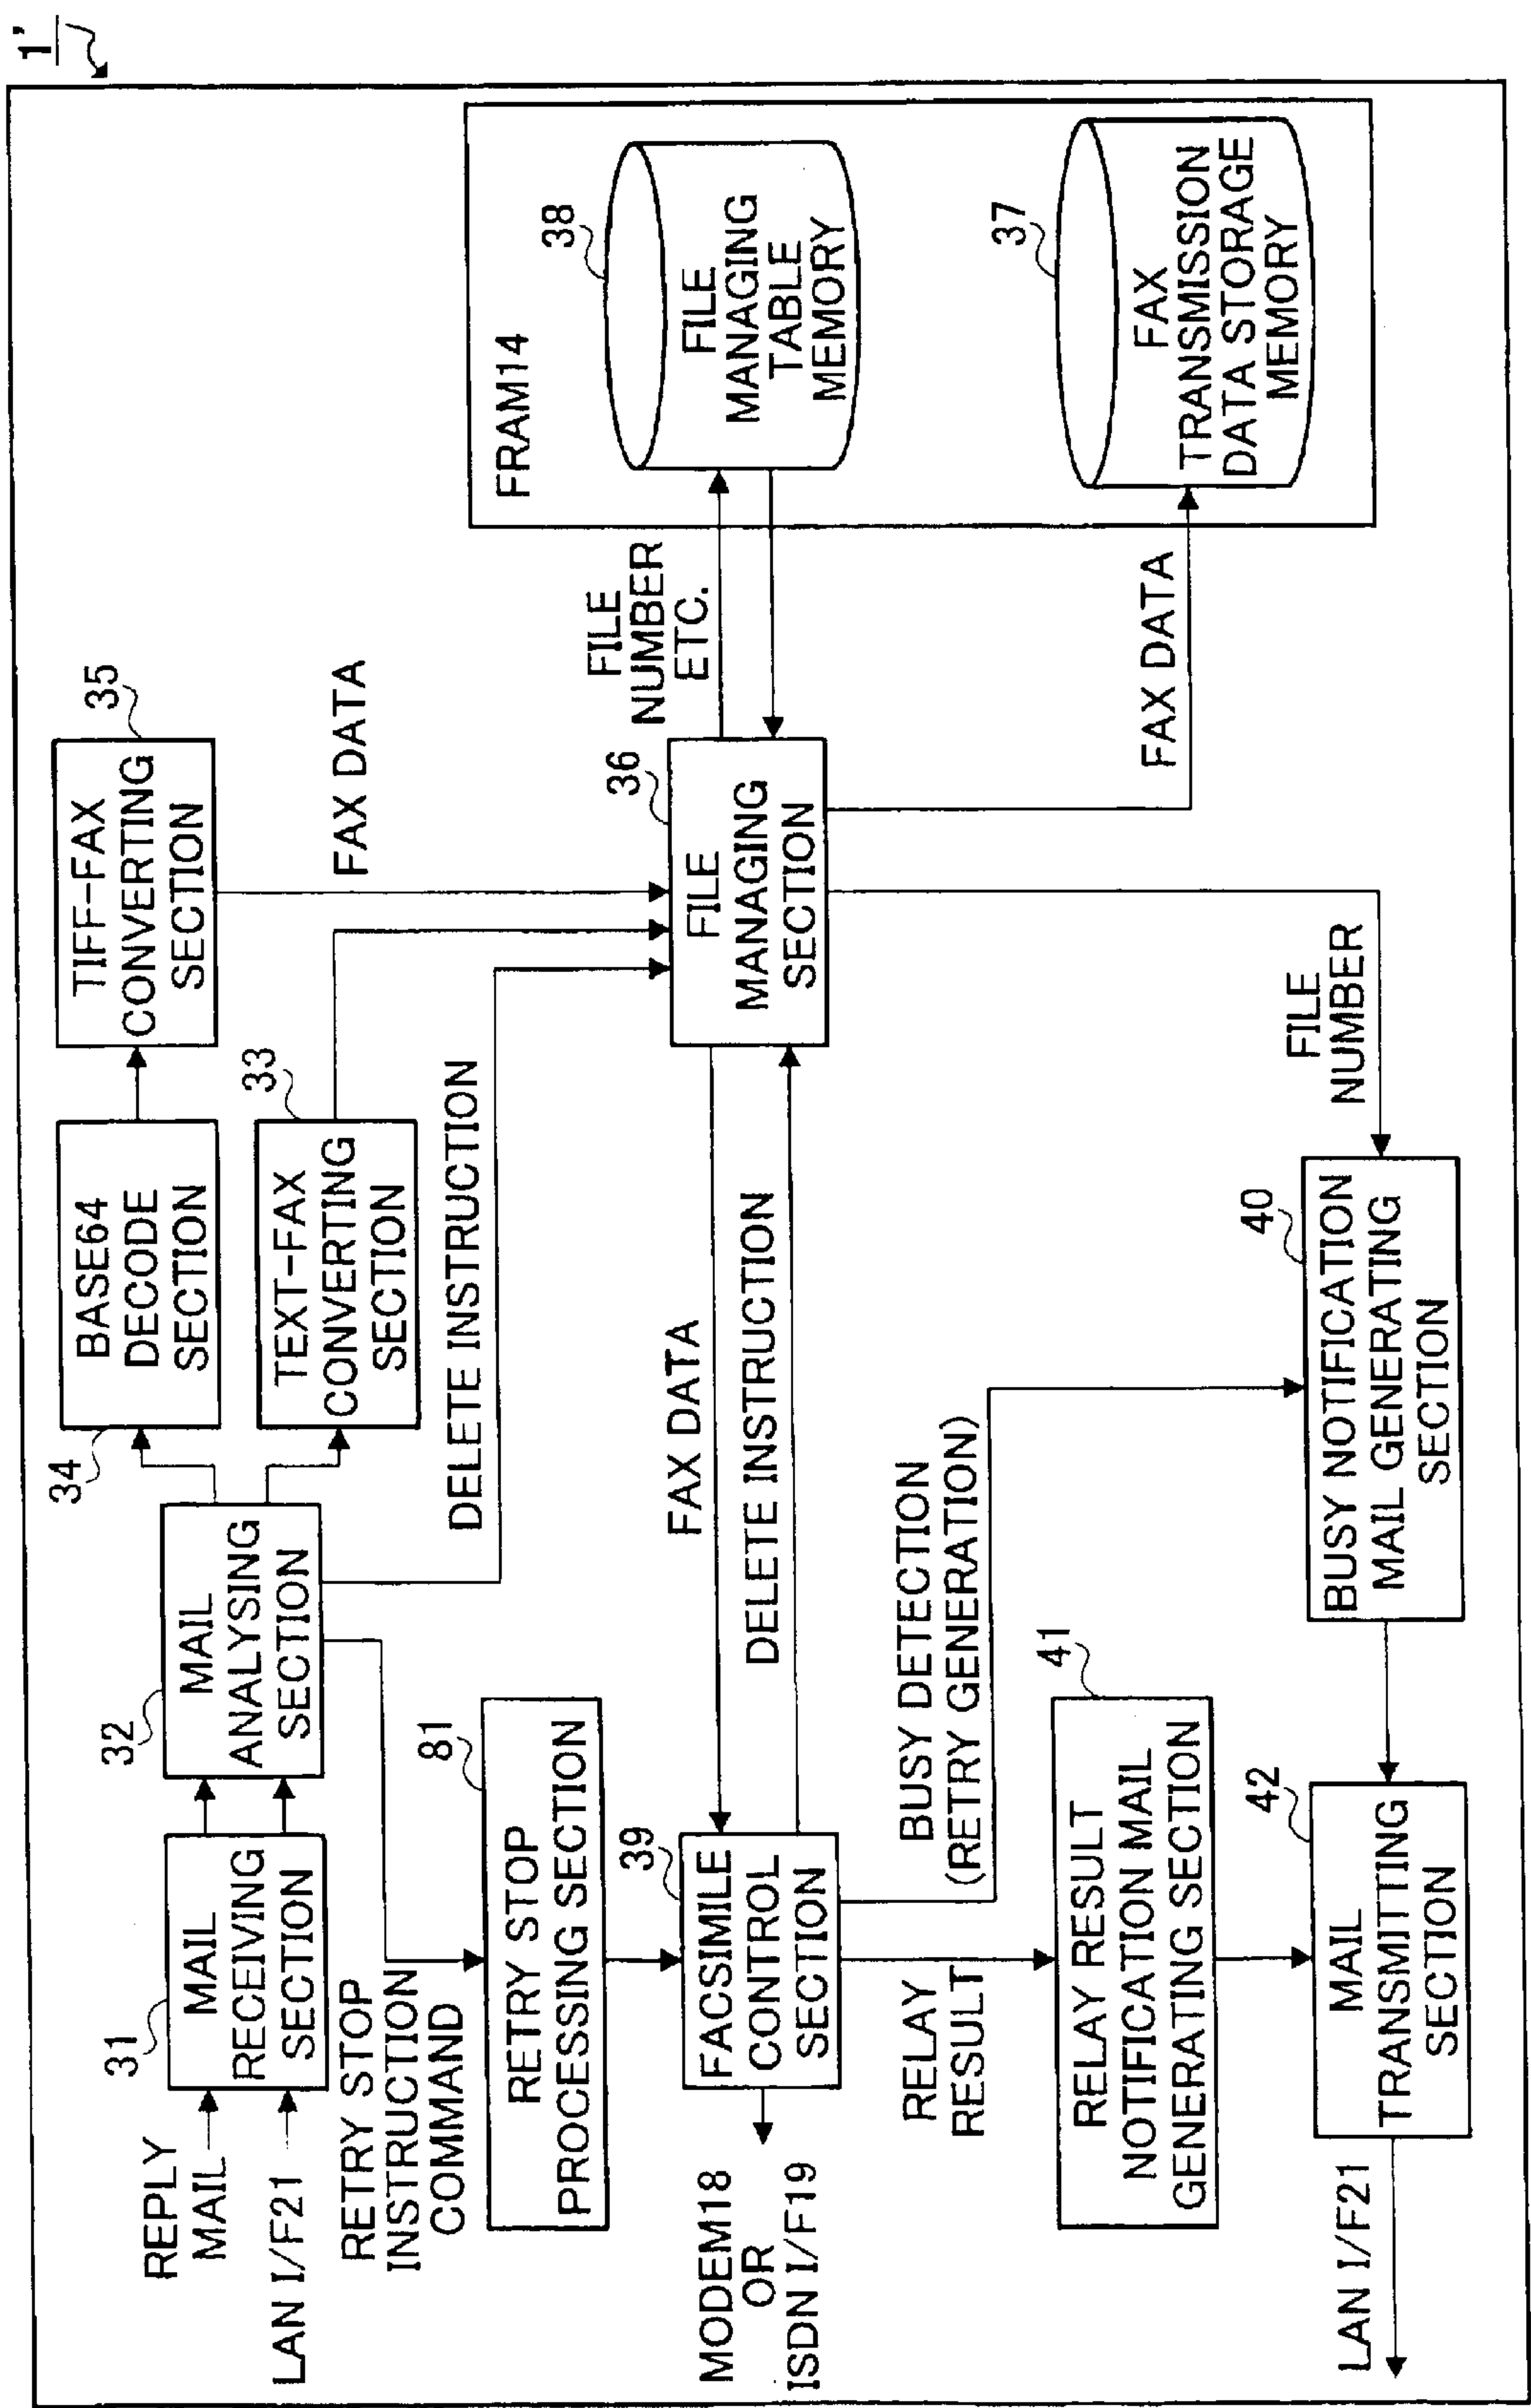 1'
REPLY
MAIL
LAN I/F21
31
MAIL
RECEIVING
SECTION
32
MAIL
ANALYSING
SECTION
34
BASE64
DECODE
SECTION
35
TIFF-FAX
CONVERTING
SECTION
33
TEXT-FAX
CONVERTING
SECTION
FAX DATA
DELETE INSTRUCTION
RETRY STOP
INSTRUCTION
COMMAND
81
RETRY STOP
PROCESSING SECTION
FRAM14
38
FILE
MANAGING
TABLE
MEMORY
FILE
NUMBER
ETC.
36
FILE
MANAGING
SECTION
FAX DATA
DELETE INSTRUCTION
39
FACSIMILE
CONTROL
SECTION
MODEM18
OR
ISDN I/F19
37
FAX
TRANSMISSION
DATA STORAGE
MEMORY
FAX DATA
BUSY DETECTION
(RETRY GENERATION)
RELAY
RESULT
41
RELAY RESULT
NOTIFICATION MAIL
GENERATING SECTION
FILE
NUMBER
40
BUSY NOTIFICATION
MAIL GENERATING
SECTION
42
MAIL
TRANSMITTING
SECTION
LAN I/F21